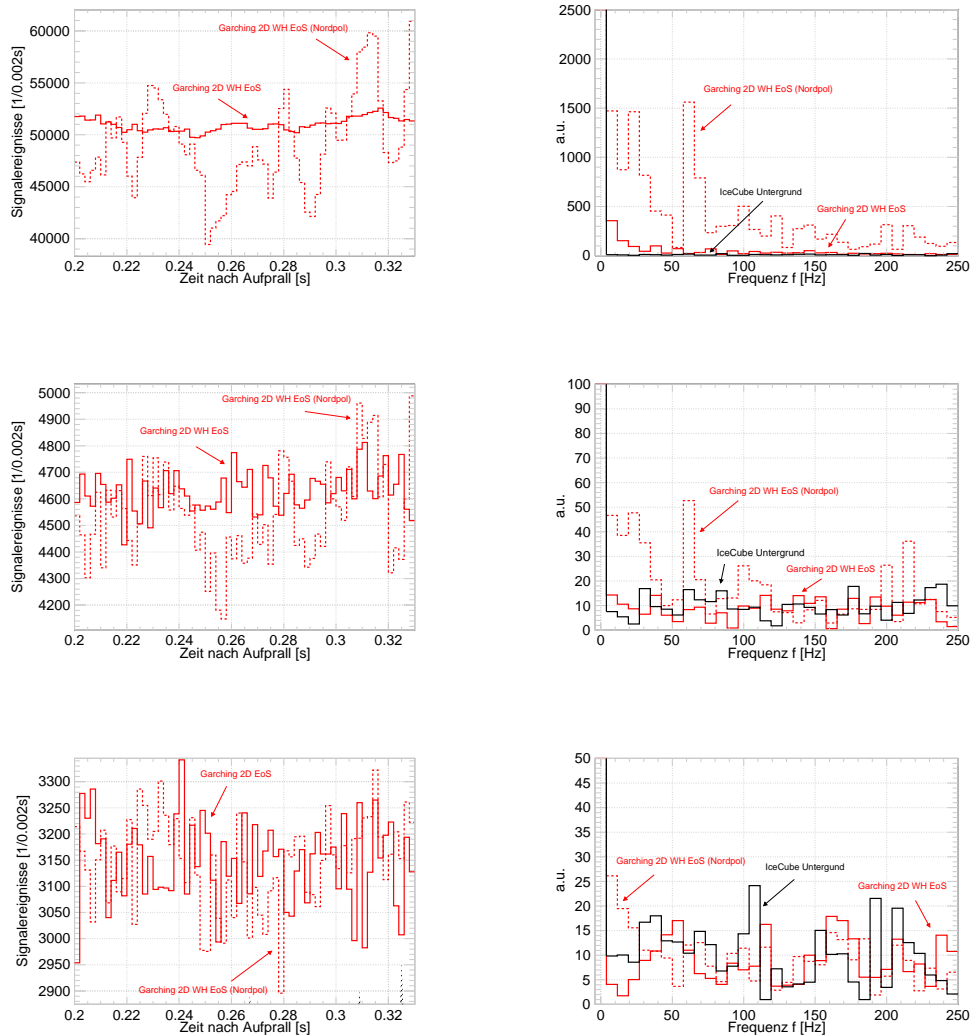 Signalereignisse [1/0.002s]
60000
55000
50000
45000
40000
Garching 2D WH EoS (Nordpol)
Garching 2D WH EoS
0.2 0.22 0.24 0.26 0.28 0.3 0.32
Zeit nach Aufprall [s]
a.u.
2500
2000
1500
1000
500
0
Garching 2D WH EoS (Nordpol)
IceCube Untergrund
Garching 2D WH EoS
0 50 100 150 200 250
Frequenz f [Hz]
Signalereignisse [1/0.002s]
5000
4900
4800
4700
4600
4500
4400
4300
4200
Garching 2D WH EoS (Nordpol)
Garching 2D WH EoS
0.2 0.22 0.24 0.26 0.28 0.3 0.32
Zeit nach Aufprall [s]
a.u.
100
90
80
70
60
50
40
30
20
10
0
Garching 2D WH EoS (Nordpol)
IceCube Untergrund
Garching 2D WH EoS
0 50 100 150 200 250
Frequenz f [Hz]
Signalereignisse [1/0.002s]
3300
3250
3200
3150
3100
3050
3000
2950
2900
Garching 2D EoS
Garching 2D WH EoS (Nordpol)
0.2 0.22 0.24 0.26 0.28 0.3 0.32
Zeit nach Aufprall [s]
a.u.
50
45
40
35
30
25
20
15
10
5
0
Garching 2D WH EoS (Nordpol)
IceCube Untergrund
Garching 2D WH EoS
0 50 100 150 200 250
Frequenz f [Hz]